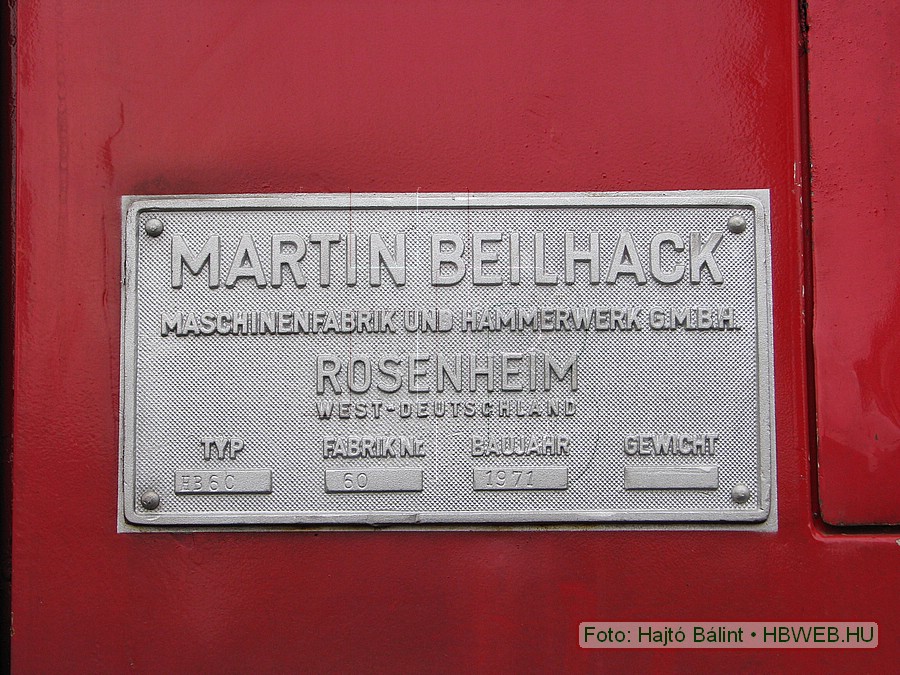 MARTIN BEILHACK
MASCHINENFABRIK UND HAMMERWERK G.M.B.H.
ROSENHEIM
WEST-DEUTSCHLAND
TYP FABRIK Nr. BAUJAHR GEWICHT
HB6C 60 1971
Foto: Hajtó Bálint • HBWEB.HU